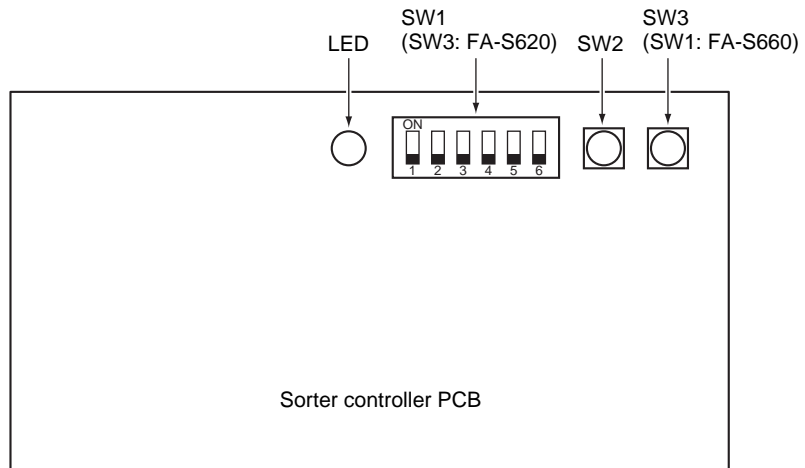 SW1
(SW3: FA-S620)
SW3
(SW1: FA-S660)
LED
SW2
ON
1 2 3 4 5 6
Sorter controller PCB